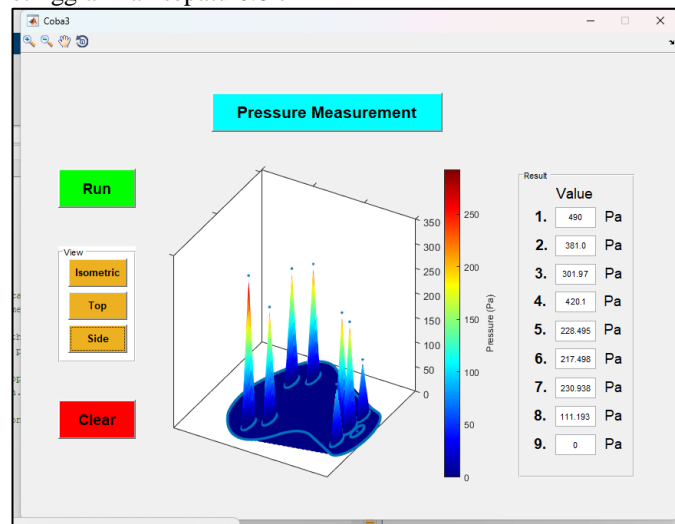 Coba3
Pressure Measurement
Run
View
Isometric
Top
Side
Clear
350
300
250
200
150
100
50
0
250
200
150
100
50
0
Pressure (Pa)
Result
Value
1. 490 Pa
2. 381.0 Pa
3. 301.97 Pa
4. 420.1 Pa
5. 228.495 Pa
6. 217.498 Pa
7. 230.938 Pa
8. 111.193 Pa
9. 0 Pa